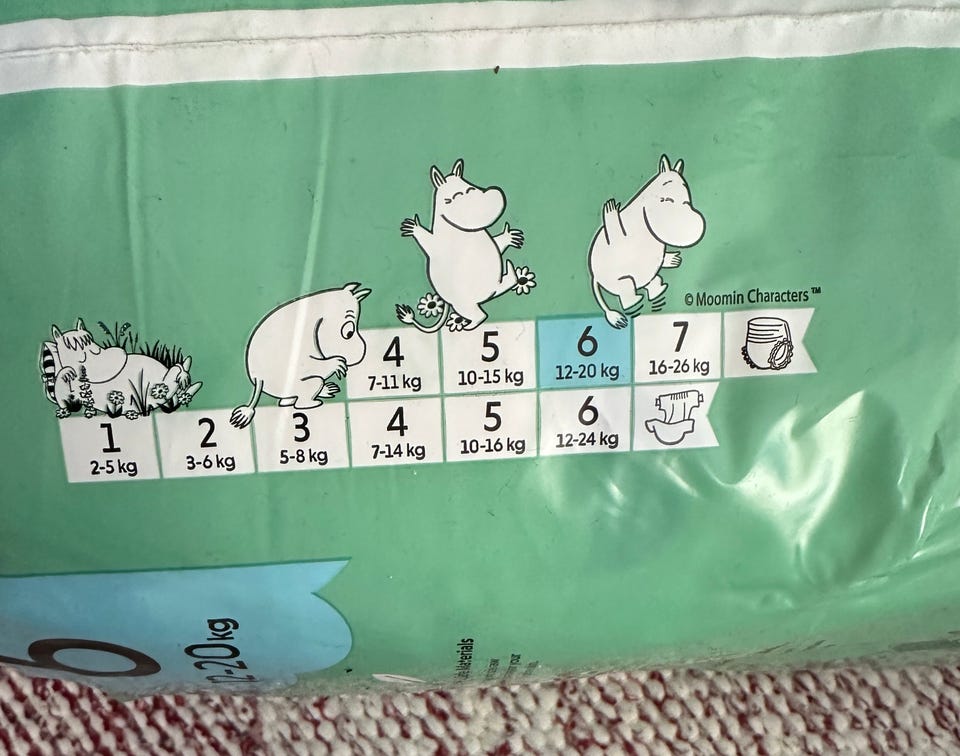 © Moomin Characters™
4 5 6 7
7-11 kg 10-15 kg 12-20 kg 16-26 kg
1 2 3 4 5 6
2-5 kg 3-6 kg 5-8 kg 7-14 kg 10-16 kg 12-24 kg
6
12-20kg
Materials